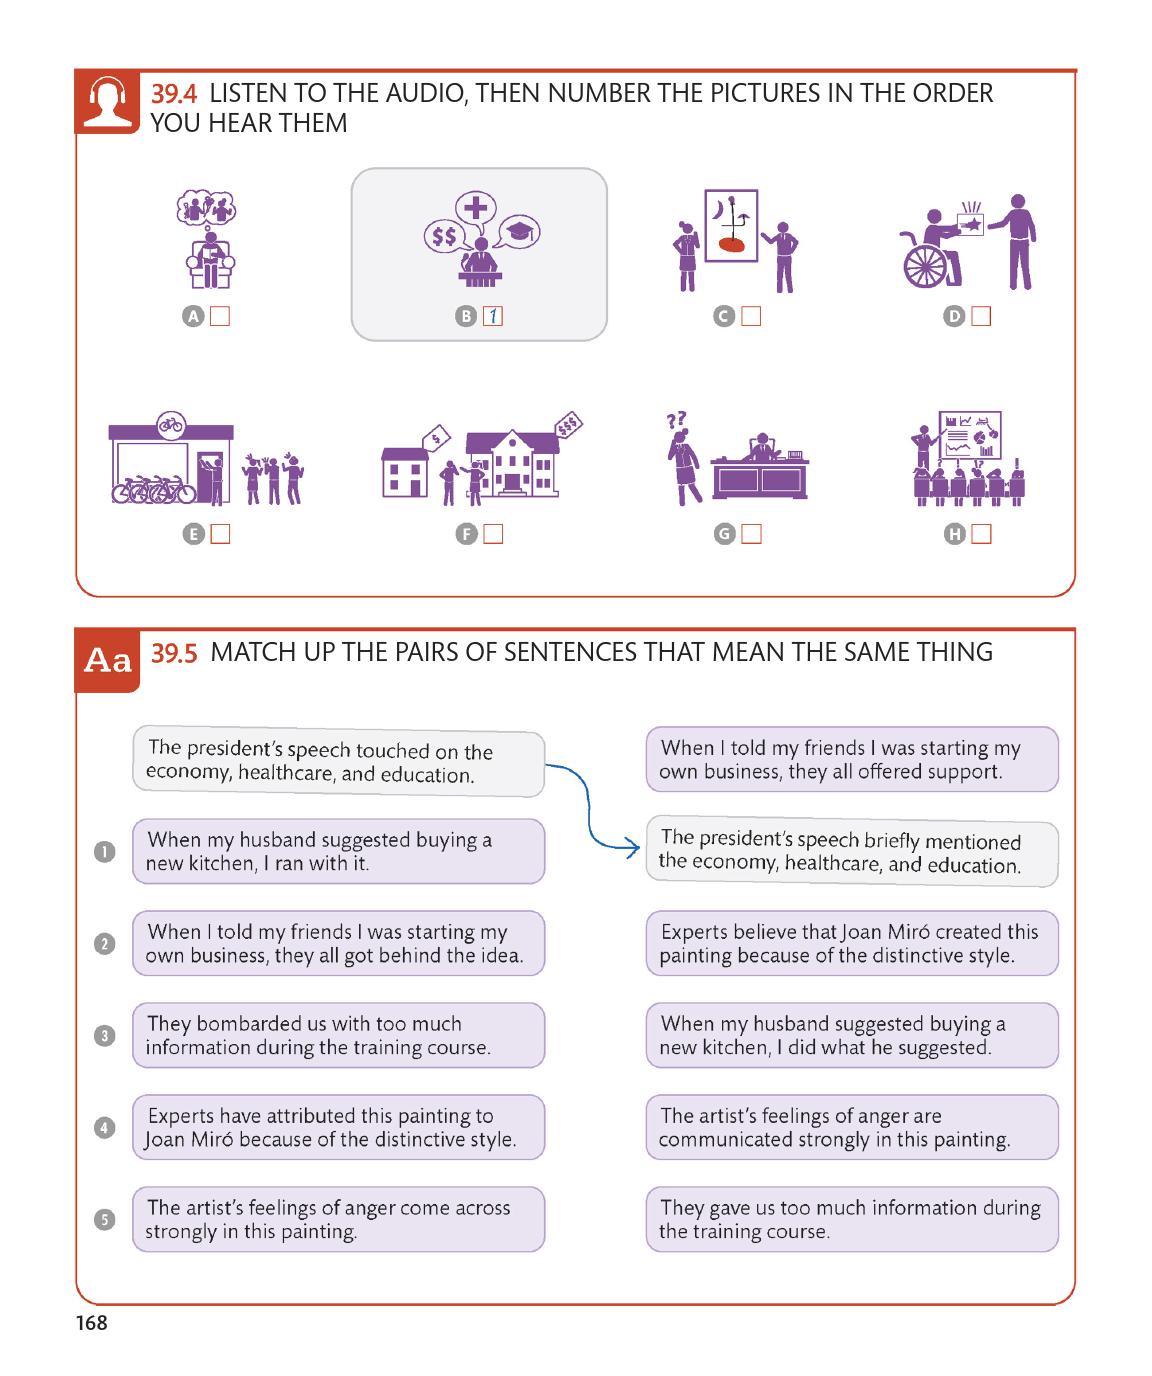 39.4 LISTEN TO THE AUDIO, THEN NUMBER THE PICTURES IN THE ORDER
YOU HEAR THEM
$$
A
B 1
C
D
$
$$$
??
E
F
G
H
Aa 39.5 MATCH UP THE PAIRS OF SENTENCES THAT MEAN THE SAME THING
The president's speech touched on the
economy, healthcare, and education.
When I told my friends I was starting my
own business, they all offered support.
1
When my husband suggested buying a
new kitchen, I ran with it.
The president's speech briefly mentioned
the economy, healthcare, and education.
2
When I told my friends I was starting my
own business, they all got behind the idea.
Experts believe that Joan Miró created this
painting because of the distinctive style.
3
They bombarded us with too much
information during the training course.
When my husband suggested buying a
new kitchen, I did what he suggested.
4
Experts have attributed this painting to
Joan Miró because of the distinctive style.
The artist's feelings of anger are
communicated strongly in this painting.
5
The artist's feelings of anger come across
strongly in this painting.
They gave us too much information during
the training course.
168